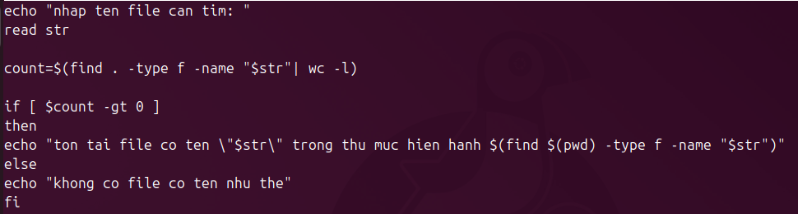 echo "nhap ten file can tim: "
read str

count=$(find . -type f -name "$str"| wc -l)

if [ $count -gt 0 ]
then
echo "ton tai file co ten \"$str\" trong thu muc hien hanh $(find $(pwd) -type f -name "$str")"
else
echo "khong co file co ten nhu the"
fi